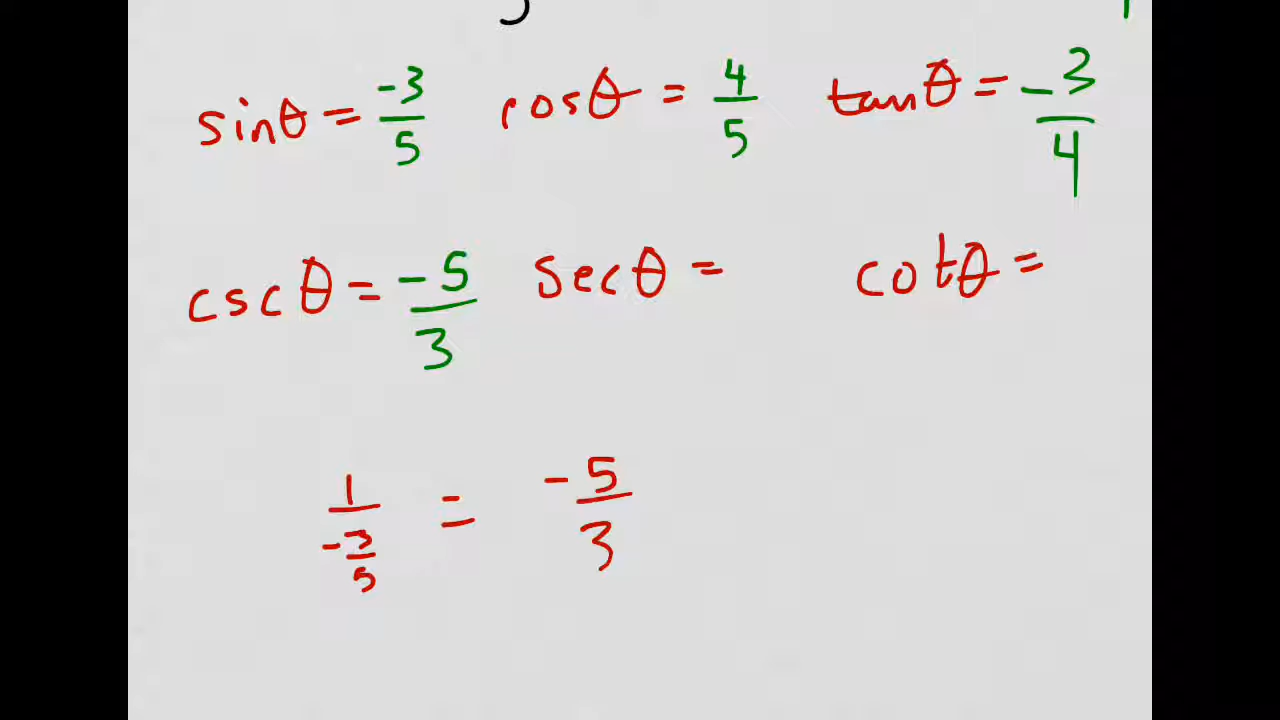 sinθ = -3/5 cosθ = 4/5 tanθ = -3/4
cscθ = -5/3 secθ = cotθ =
1/(-3/5) = -5/3